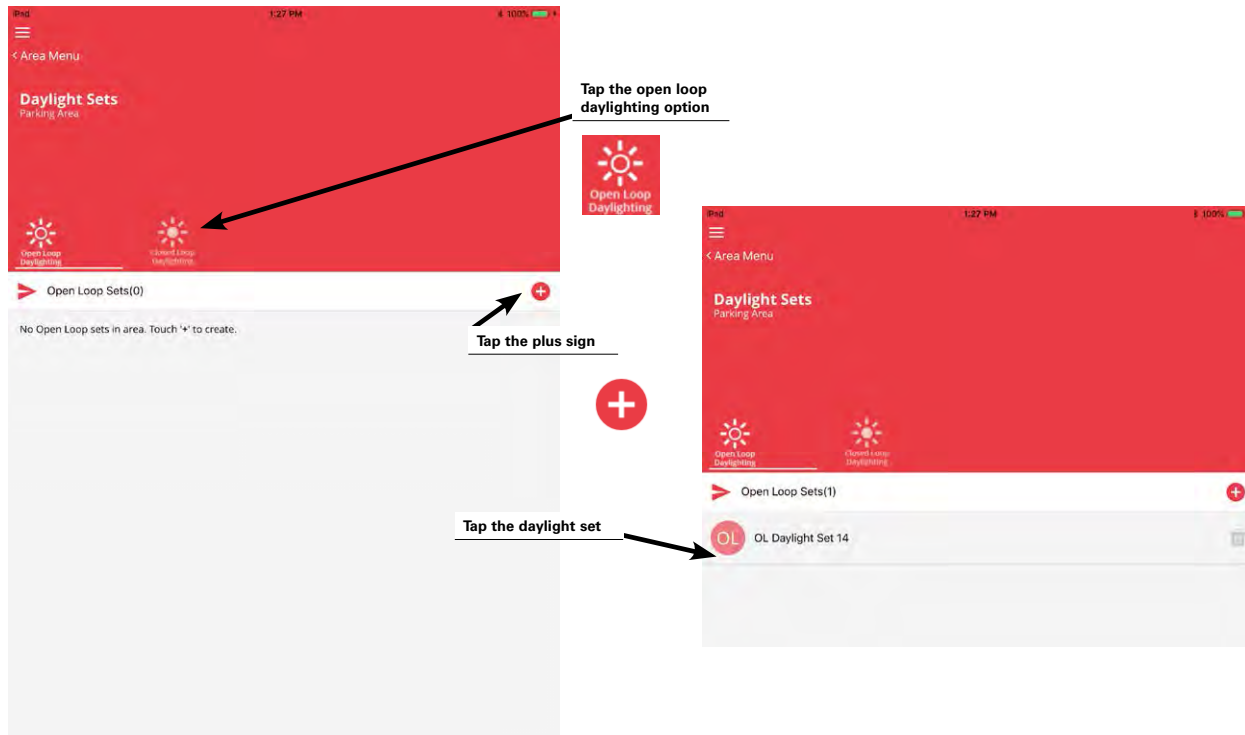 iPad
1:27 PM
100%
< Area Menu
Daylight Sets
Parking Area
Open Loop
Daylighting
Closed Loop
Daylighting
Open Loop Sets(0)
No Open Loop sets in area. Touch '+' to create.
Tap the open loop
daylighting option
Open Loop
Daylighting
Tap the plus sign
iPad
1:27 PM
100%
< Area Menu
Daylight Sets
Parking Area
Open Loop
Daylighting
Closed Loop
Daylighting
Open Loop Sets(1)
Tap the daylight set
OL
OL Daylight Set 14